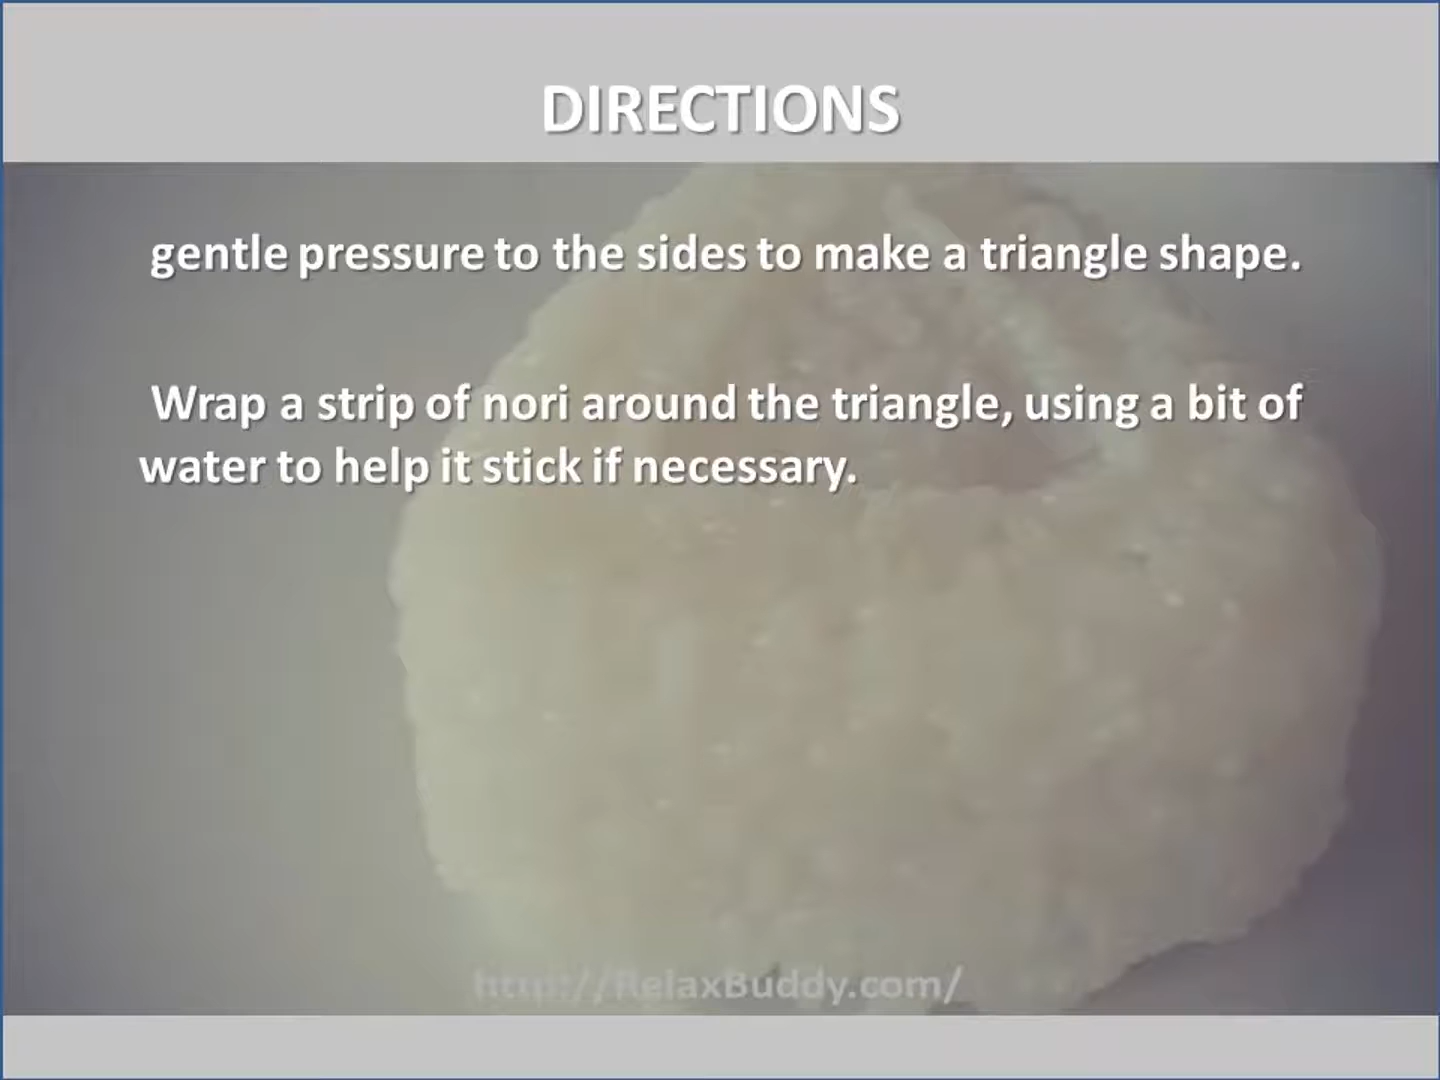 DIRECTIONS
gentle pressure to the sides to make a triangle shape.
Wrap a strip of nori around the triangle, using a bit of
water to help it stick if necessary.
http://RelaxBuddy.com/